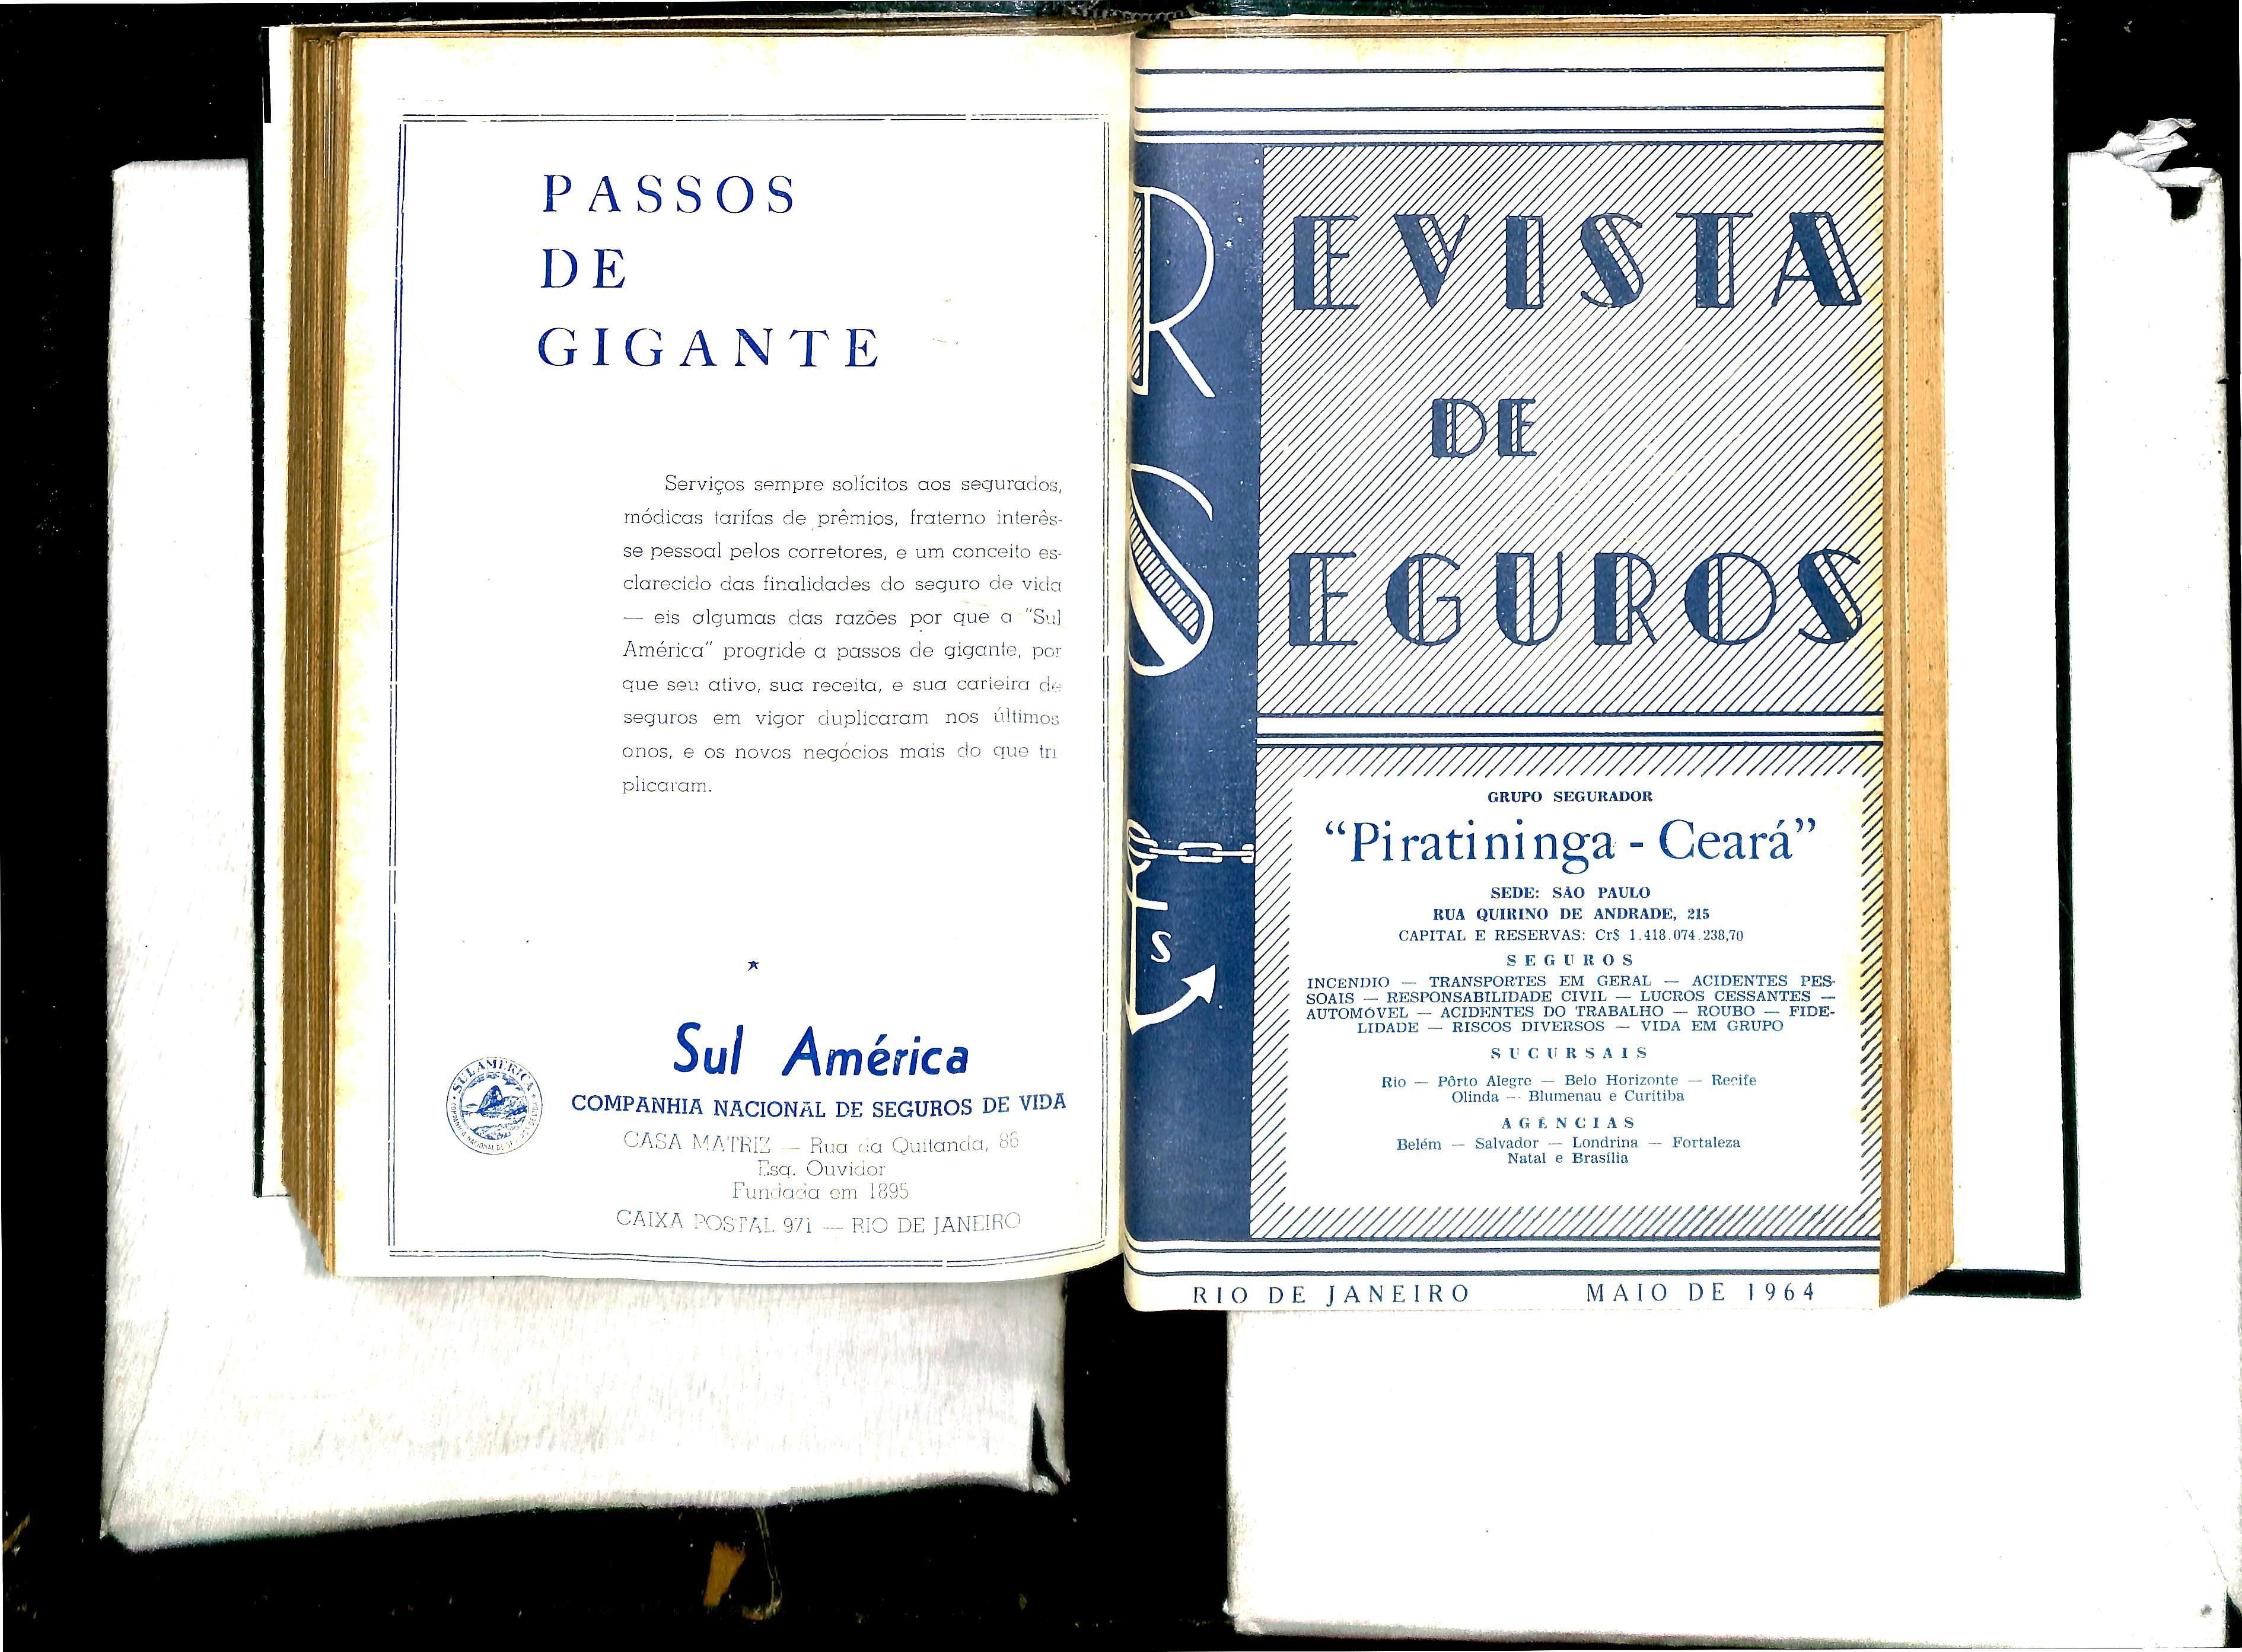 PASSOS
DE
GIGANTE
Serviços sempre solícitos aos segurados,
módicas tarifas de prêmios, fraterno interês-
se pessoal pelos corretores, e um conceito es-
clarecido das finalidades do seguro de vida
— eis algumas das razões por que a "Sul
América" progride a passos de gigante, por
que seu ativo, sua receita, e sua carteira de
seguros em vigor duplicaram nos últimos
anos, e os novos negócios mais do que tri
plicaram.
Sul América
COMPANHIA NACIONAL DE SEGUROS DE VIDA
SUL AMERICA
CASA MATRIZ — Rua da Quitanda, 86
Esq. Ouvidor
Fundada em 1895
CAIXA POSTAL 971 — RIO DE JANEIRO
REVISTA
DE
SEGUROS
S
GRUPO SEGURADOR
“Piratininga - Ceará”
SEDE: SÃO PAULO
RUA QUIRINO DE ANDRADE, 215
CAPITAL E RESERVAS: Cr$ 1.418.074.238,70
SEGUROS
INCÊNDIO — TRANSPORTES EM GERAL — ACIDENTES PES-
SOAIS — RESPONSABILIDADE CIVIL — LUCROS CESSANTES —
AUTOMÓVEL — ACIDENTES DO TRABALHO — ROUBO — FIDE-
LIDADE — RISCOS DIVERSOS — VIDA EM GRUPO
SUCURSAIS
Rio — Pôrto Alegre — Belo Horizonte — Recife
Olinda — Blumenau e Curitiba
AGÊNCIAS
Belém — Salvador — Londrina — Fortaleza
Natal e Brasília
RIO DE JANEIRO MAIO DE 1964